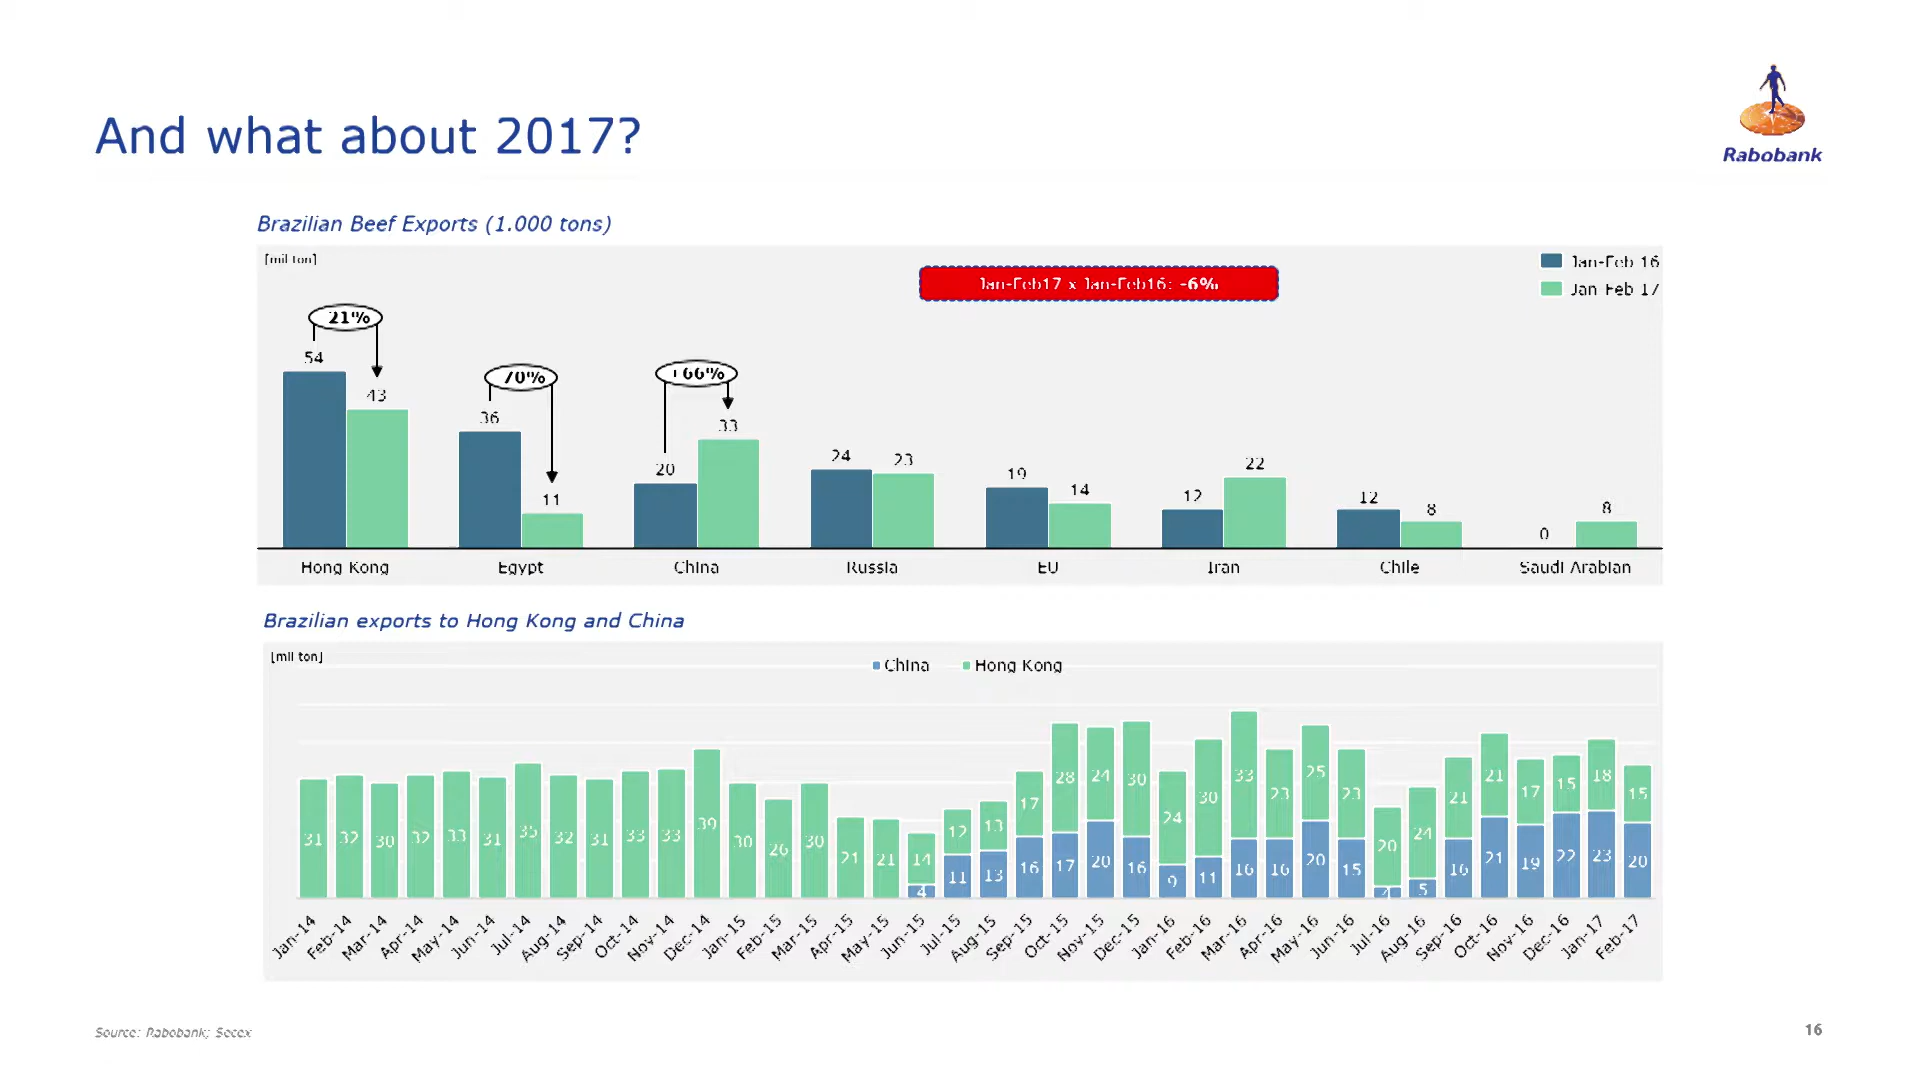 And what about 2017?
Rabobank
Brazilian Beef Exports (1.000 tons)
[mil ton]
Jan-Feb17 x Jan-Feb16: -6%
Jan-Feb 16
Jan-Feb 17
21%
70%
+66%
54 43 36 11 20 33 24 23 19 14 12 22 12 8 0 8
Hong Kong Egypt China Russia EU Iran Chile Saudi Arabian
Brazilian exports to Hong Kong and China
[mil ton]
China Hong Kong
31 32 30 32 33 31 35 32 31 33 33 39 30 26 30 21 21 14 12 13 17 28 24 30 24 30 33 23 25 23 20 24 21 21 17 15 18 15
4 11 13 16 17 20 16 9 11 16 16 20 15 5 16 21 19 22 23 20
Jan-14 Feb-14 Mar-14 Apr-14 May-14 Jun-14 Jul-14 Aug-14 Sep-14 Oct-14 Nov-14 Dec-14 Jan-15 Feb-15 Mar-15 Apr-15 May-15 Jun-15 Jul-15 Aug-15 Sep-15 Oct-15 Nov-15 Dec-15 Jan-16 Feb-16 Mar-16 Apr-16 May-16 Jun-16 Jul-16 Aug-16 Sep-16 Oct-16 Nov-16 Dec-16 Jan-17 Feb-17
Source: Rabobank; Secex
16